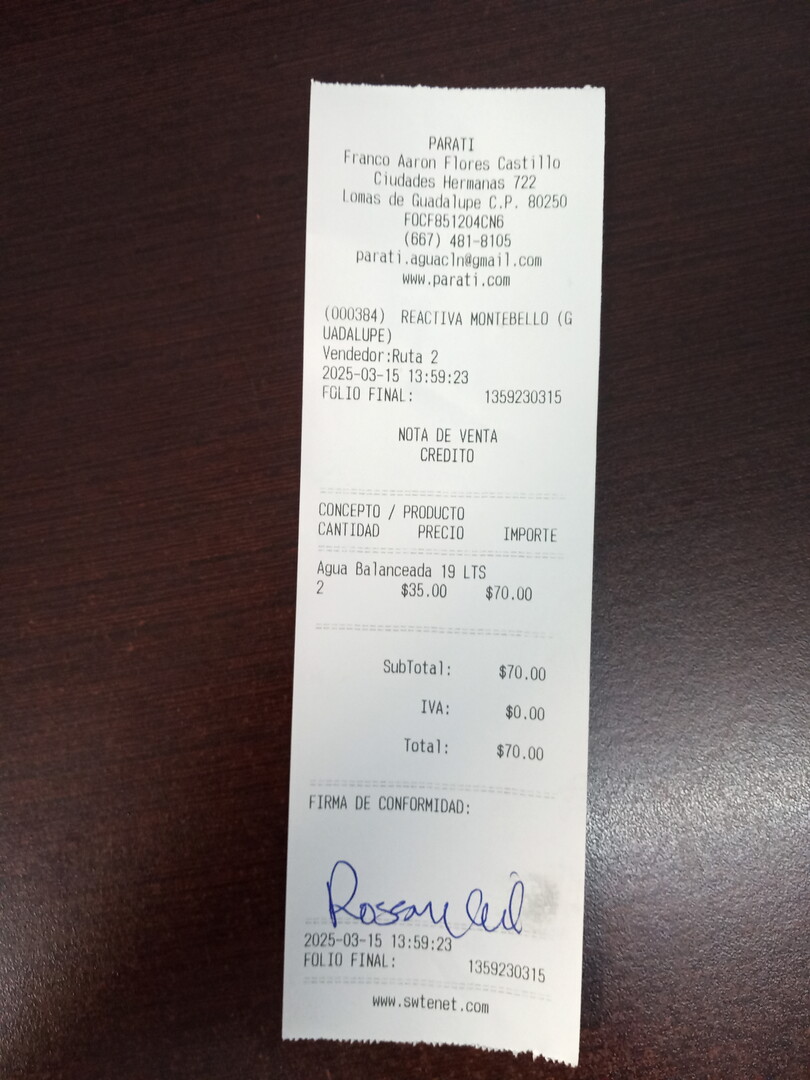 PARATI
Franco Aaron Flores Castillo
Ciudades Hermanas 722
Lomas de Guadalupe C.P. 80250
FOCF851204CN6
(667) 481-8105
parati.aguacln@gmail.com
www.parati.com
(000384) REACTIVA MONTEBELLO (G
UADALUPE)
Vendedor:Ruta 2
2025-03-15 13:59:23
FOLIO FINAL: 1359230315
NOTA DE VENTA
CREDITO
CONCEPTO / PRODUCTO
CANTIDAD PRECIO IMPORTE
Agua Balanceada 19 LTS
2 $35.00 $70.00
SubTotal: $70.00
IVA: $0.00
Total: $70.00
FIRMA DE CONFORMIDAD:
2025-03-15 13:59:23
FOLIO FINAL: 1359230315
www.swtenet.com